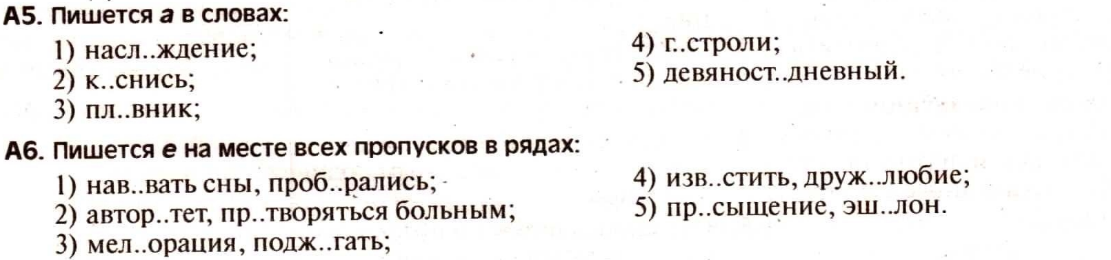 А5. Пишется а в словах:
1) насл..ждение;
2) к..снись;
3) пл..вник;
4) г..строли;
5) девяност..дневный.
А6. Пишется е на месте всех пропусков в рядах:
1) нав..вать сны, проб..рались;
2) автор..тет, пр..творяться больным;
3) мел..орация, подж..гать;
4) изв..стить, друж..любие;
5) пр..сыщение, эш..лон.